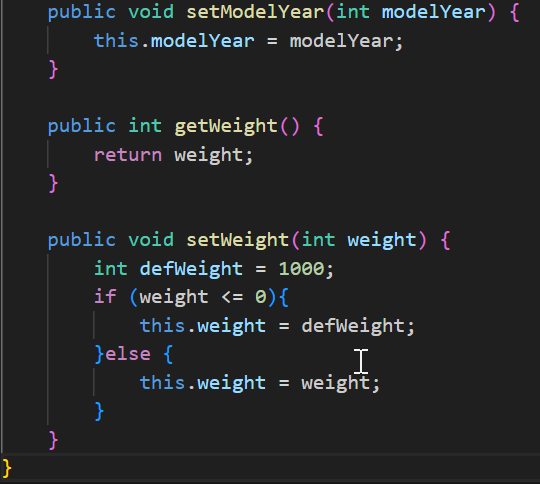 public void setModelYear(int modelYear) {
this.modelYear = modelYear;
}
public int getWeight() {
return weight;
}
public void setWeight(int weight) {
int defWeight = 1000;
if (weight <= 0){
this.weight = defWeight;
}else {
this.weight = weight;
}
}
}